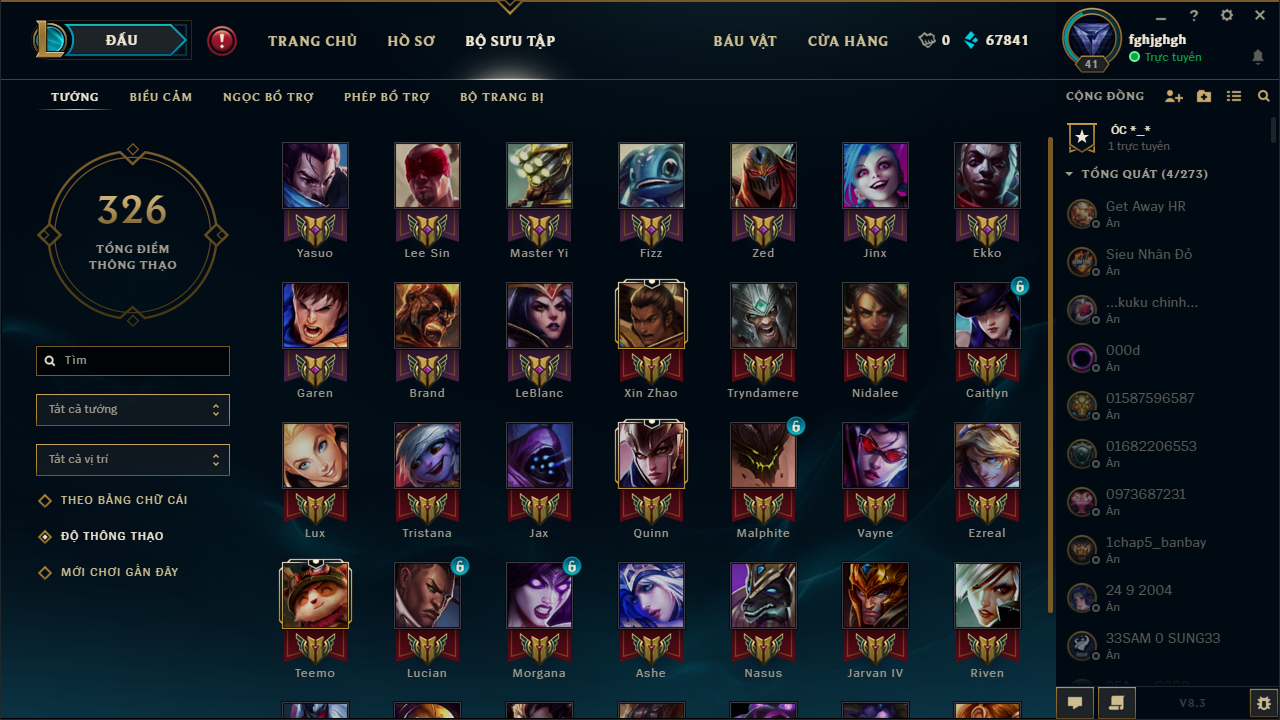 ĐẤU
TRANG CHỦ
HỒ SƠ
BỘ SƯU TẬP
BÁU VẬT
CỬA HÀNG
0
67841
?
41
fghjghgh
Trực tuyến
TƯỚNG
BIỂU CẢM
NGỌC BỔ TRỢ
PHÉP BỔ TRỢ
BỘ TRANG BỊ
326
TỔNG ĐIỂM
THÔNG THẠO
Tìm
Tất cả tướng
Tất cả vị trí
THEO BẢNG CHỮ CÁI
ĐỘ THÔNG THẠO
MỚI CHƠI GẦN ĐÂY
Yasuo
Lee Sin
Master Yi
Fizz
Zed
Jinx
Ekko
6
Garen
Brand
LeBlanc
Xin Zhao
Tryndamere
Nidalee
Caitlyn
6
Lux
Tristana
Jax
Quinn
Malphite
Vayne
Ezreal
6
6
Teemo
Lucian
Morgana
Ashe
Nasus
Jarvan IV
Riven
CỘNG ĐỒNG
ÓC *_*
1 trực tuyến
TỔNG QUÁT (4/273)
Get Away HR
Ẩn
Sieu Nhân Đỏ
Ẩn
...kuku chinh...
Ẩn
000d
Ẩn
01587596587
Ẩn
01682206553
Ẩn
0973687231
Ẩn
1chap5_banbay
Ẩn
24 9 2004
Ẩn
33SAM 0 SUNG33
Ẩn
V8.3